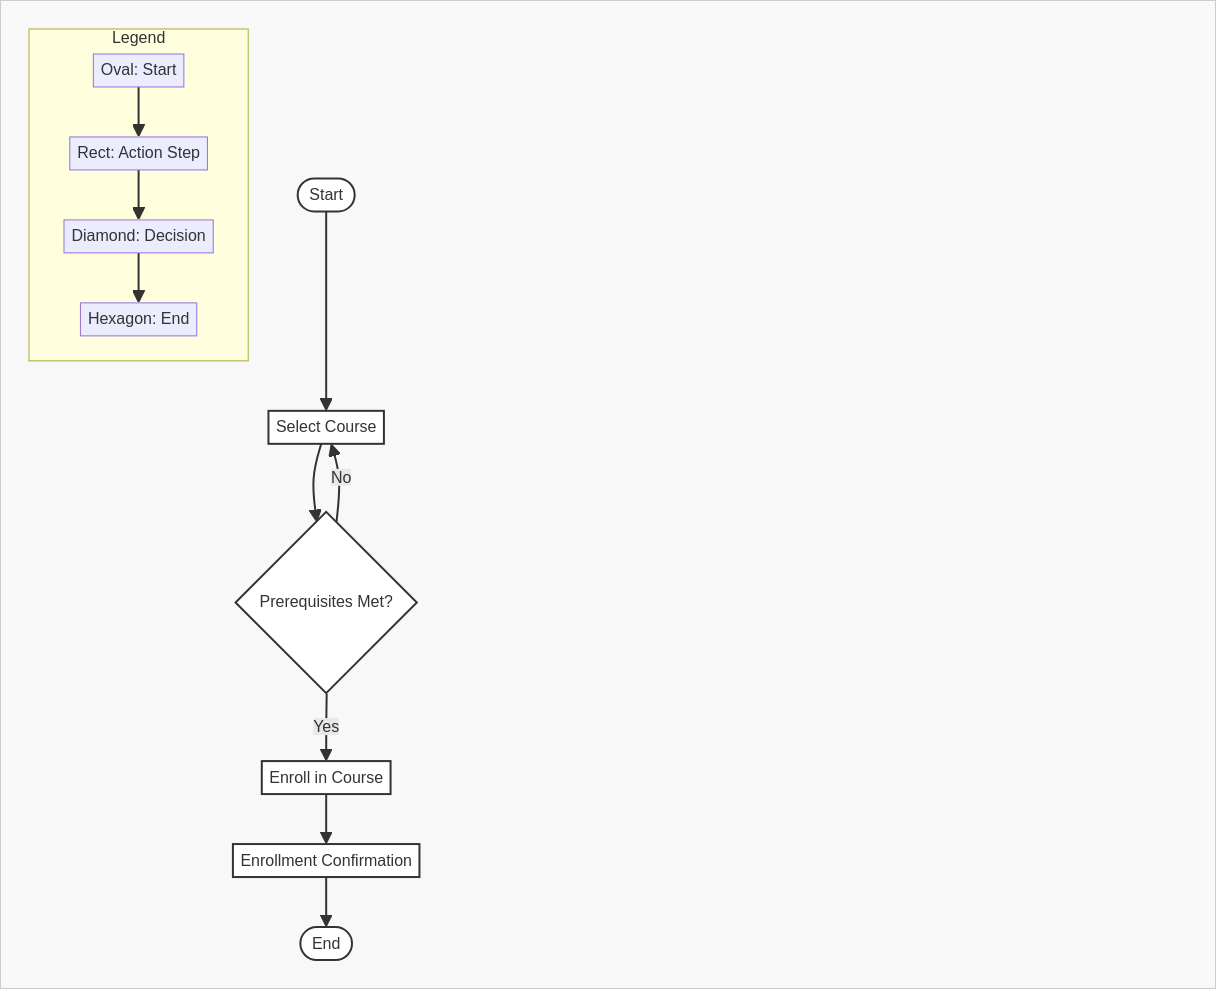 Legend
Oval: Start
Rect: Action Step
Diamond: Decision
Hexagon: End
Start
Select Course
No
Prerequisites Met?
Yes
Enroll in Course
Enrollment Confirmation
End